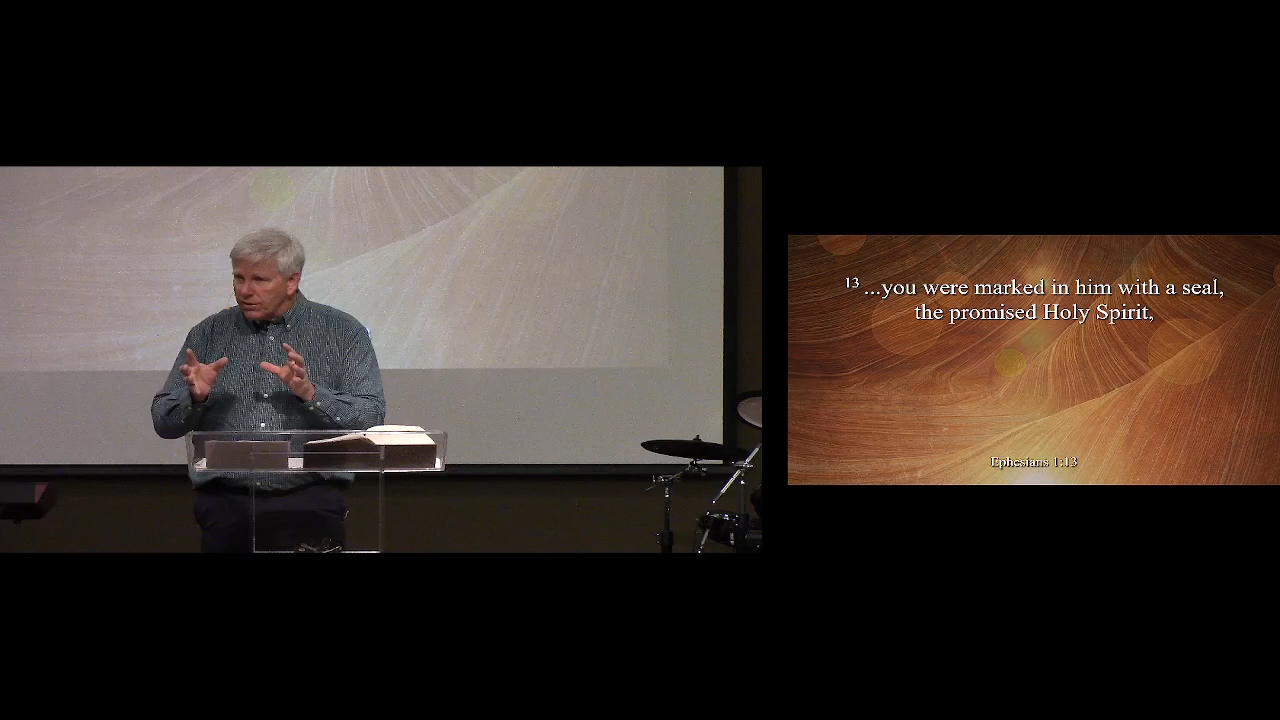 13 ...you were marked in him with a seal,
the promised Holy Spirit,
Ephesians 1:13